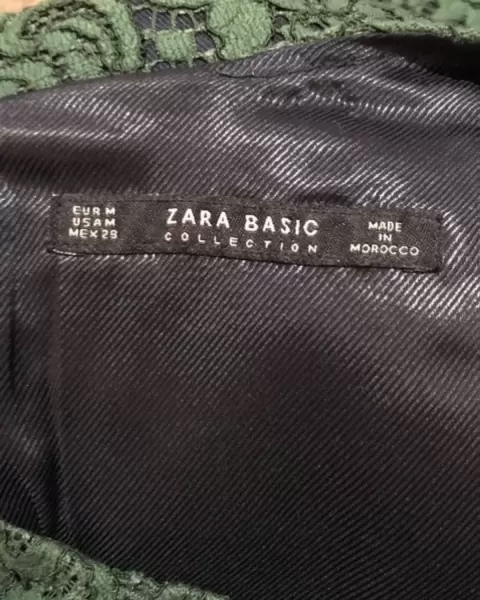 EUR M
USA M
MEX 28
ZARA BASIC
COLLECTION
MADE
IN
MOROCCO